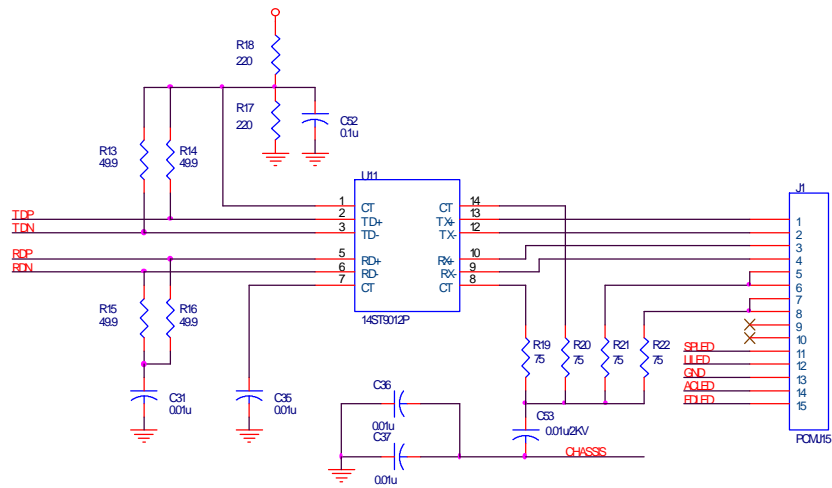 R18
220
R17
220
C52
0.1u
R13
49.9
R14
49.9
U11
J1
1 CT CT 14
TDP 2 TD+ TX+ 13 1
TDN 3 TD- TX- 12 2
RDP 5 RD+ RX+ 10 3
RDN 6 RD- RX- 9 4
7 CT CT 8 5
6
7
14ST9012P
8
R15
49.9
R16
49.9
9
10
R19
75
R20
75
R21
75
R22
75
SPLED 11
12
GND 13
ACLED 14
FDLED 15
PCMJ15
C31
0.01u
C35
0.01u
C36
0.01u
C53
0.01u/2KV
C37
0.01u
CHASSIS